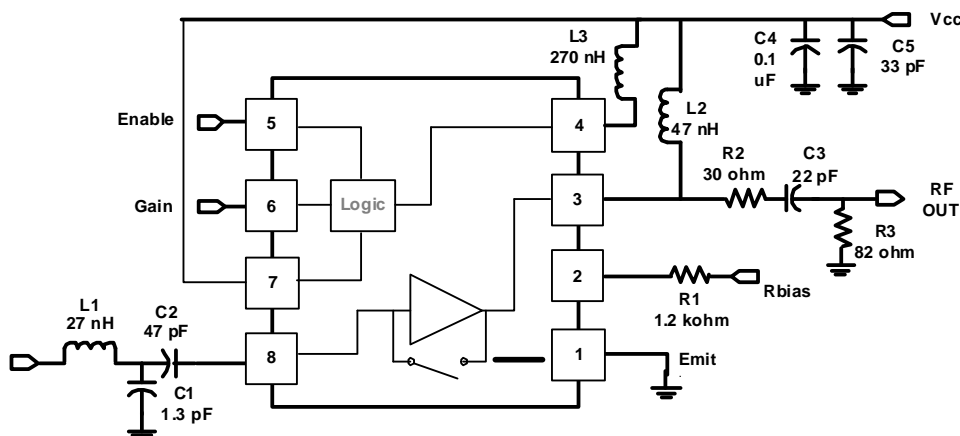 Vcc
L3
270 nH
C4
0.1
uF
C5
33 pF
Enable
5
4
L2
47 nH
Gain
6
Logic
3
R2
30 ohm
C3
22 pF
RF
OUT
R3
82 ohm
7
2
R1
1.2 kohm
Rbias
L1
27 nH
C2
47 pF
8
1
Emit
C1
1.3 pF